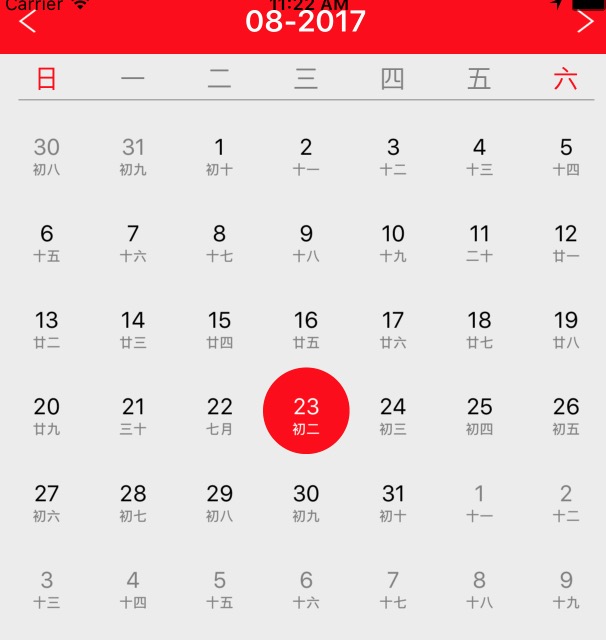 Carrier 11:22 AM
08-2017
日 一 二 三 四 五 六
30 31 1 2 3 4 5
初八 初九 初十 十一 十二 十三 十四
6 7 8 9 10 11 12
十五 十六 十七 十八 十九 二十 廿一
13 14 15 16 17 18 19
廿二 廿三 廿四 廿五 廿六 廿七 廿八
20 21 22 23 24 25 26
廿九 三十 七月 初二 初三 初四 初五
27 28 29 30 31 1 2
初六 初七 初八 初九 初十 十一 十二
3 4 5 6 7 8 9
十三 十四 十五 十六 十七 十八 十九